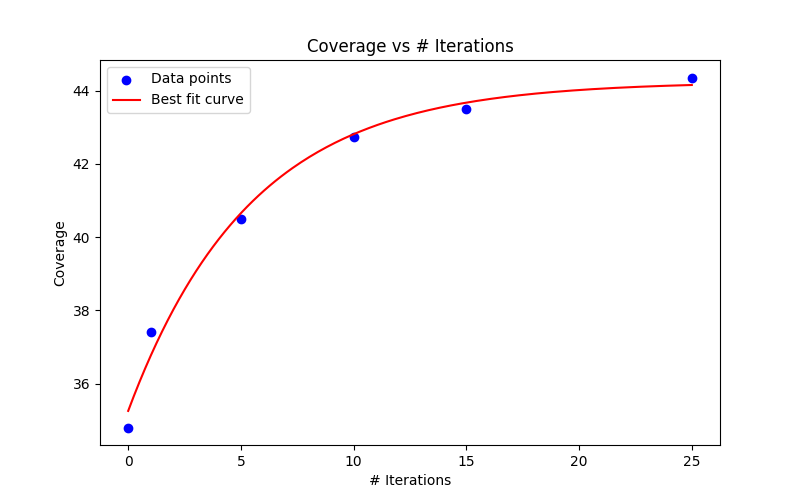 Coverage vs # Iterations
Data points
Best fit curve
44
42
40
38
36
Coverage
0
5
10
15
20
25
# Iterations